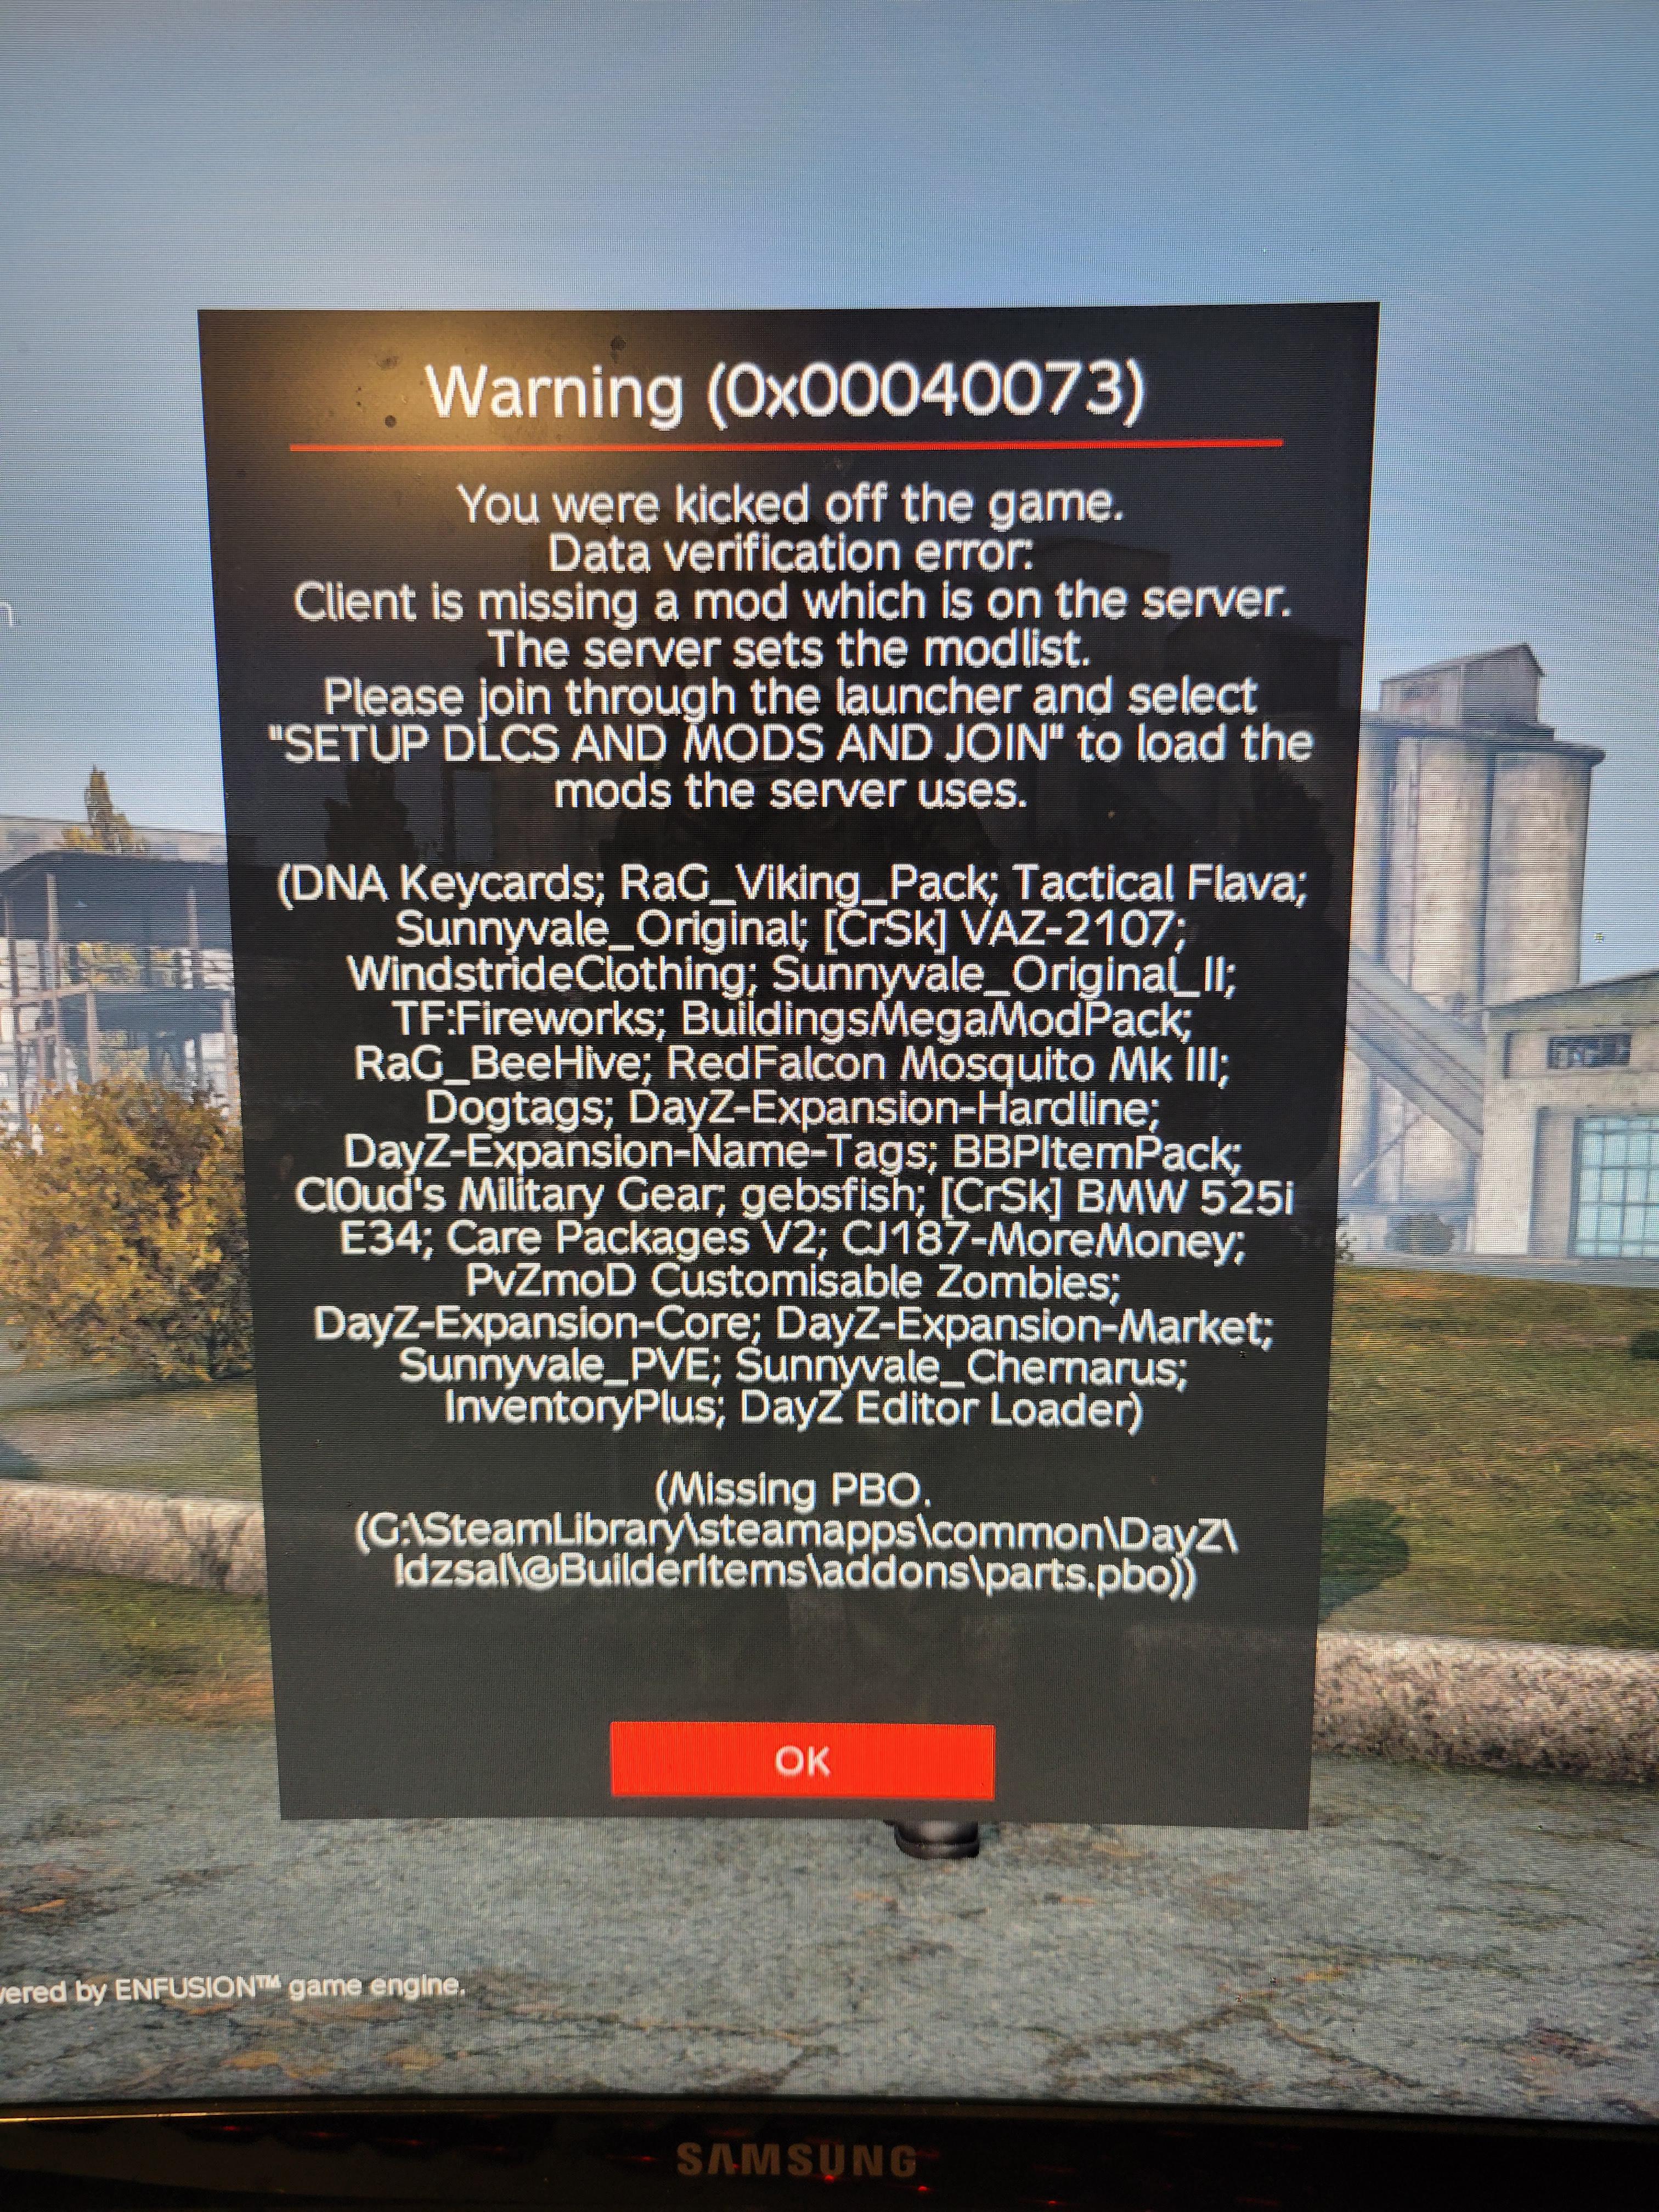 Warning (0x00040073)
You were kicked off the game.
Data verification error:
Client is missing a mod which is on the server.
The server sets the modlist.
Please join through the launcher and select
"SETUP DLCS AND MODS AND JOIN" to load the
mods the server uses.
(DNA Keycards; RaG_Viking_Pack; Tactical Flava;
Sunnyvale_Original; [CrSk] VAZ-2107;
WindstrideClothing; Sunnyvale_Original_II;
TF:Fireworks; BuildingsMegaModPack;
RaG_BeeHive; RedFalcon Mosquito Mk III;
Dogtags; DayZ-Expansion-Hardline;
DayZ-Expansion-Name-Tags; BBPItemPack;
Cl0ud's Military Gear; gebsfish; [CrSk] BMW 525i
E34; Care Packages V2; CJ187-MoreMoney;
PvZmoD Customisable Zombies;
DayZ-Expansion-Core; DayZ-Expansion-Market;
Sunnyvale_PVE; Sunnyvale_Chernarus;
InventoryPlus; DayZ Editor Loader)
(Missing PBO.
(G:\SteamLibrary\steamapps\common\DayZ\
!dzsal\@BuilderItems\addons\parts.pbo))
OK
vered by ENFUSION™ game engine.
SAMSUNG